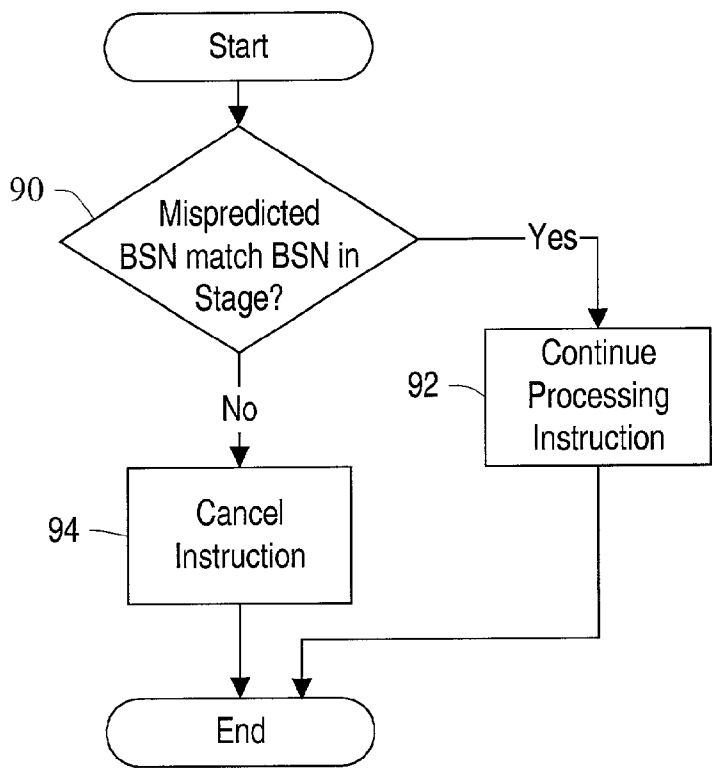 Start
90
Mispredicted
BSN match BSN in
Stage?
Yes
Continue
Processing
Instruction
92
No
Cancel
Instruction
94
End